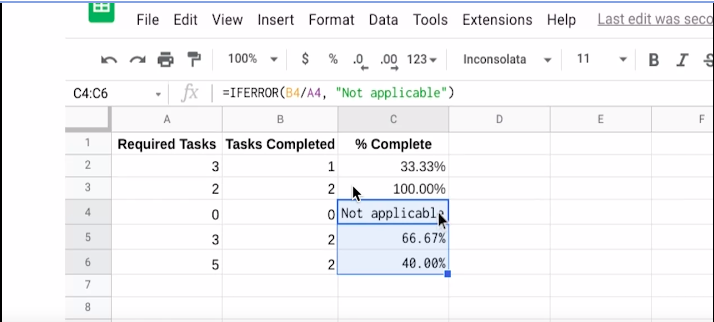 File Edit View Insert Format Data Tools Extensions Help Last edit was seco
100% $ % .0 .00 123 Inconsolata 11 B I S
C4:C6 fx =IFERROR(B4/A4, "Not applicable")
A B C D E F
1 Required Tasks Tasks Completed % Complete
2 3 1 33.33%
3 2 2 100.00%
4 0 0 Not applicable
5 3 2 66.67%
6 5 2 40.00%
7
8